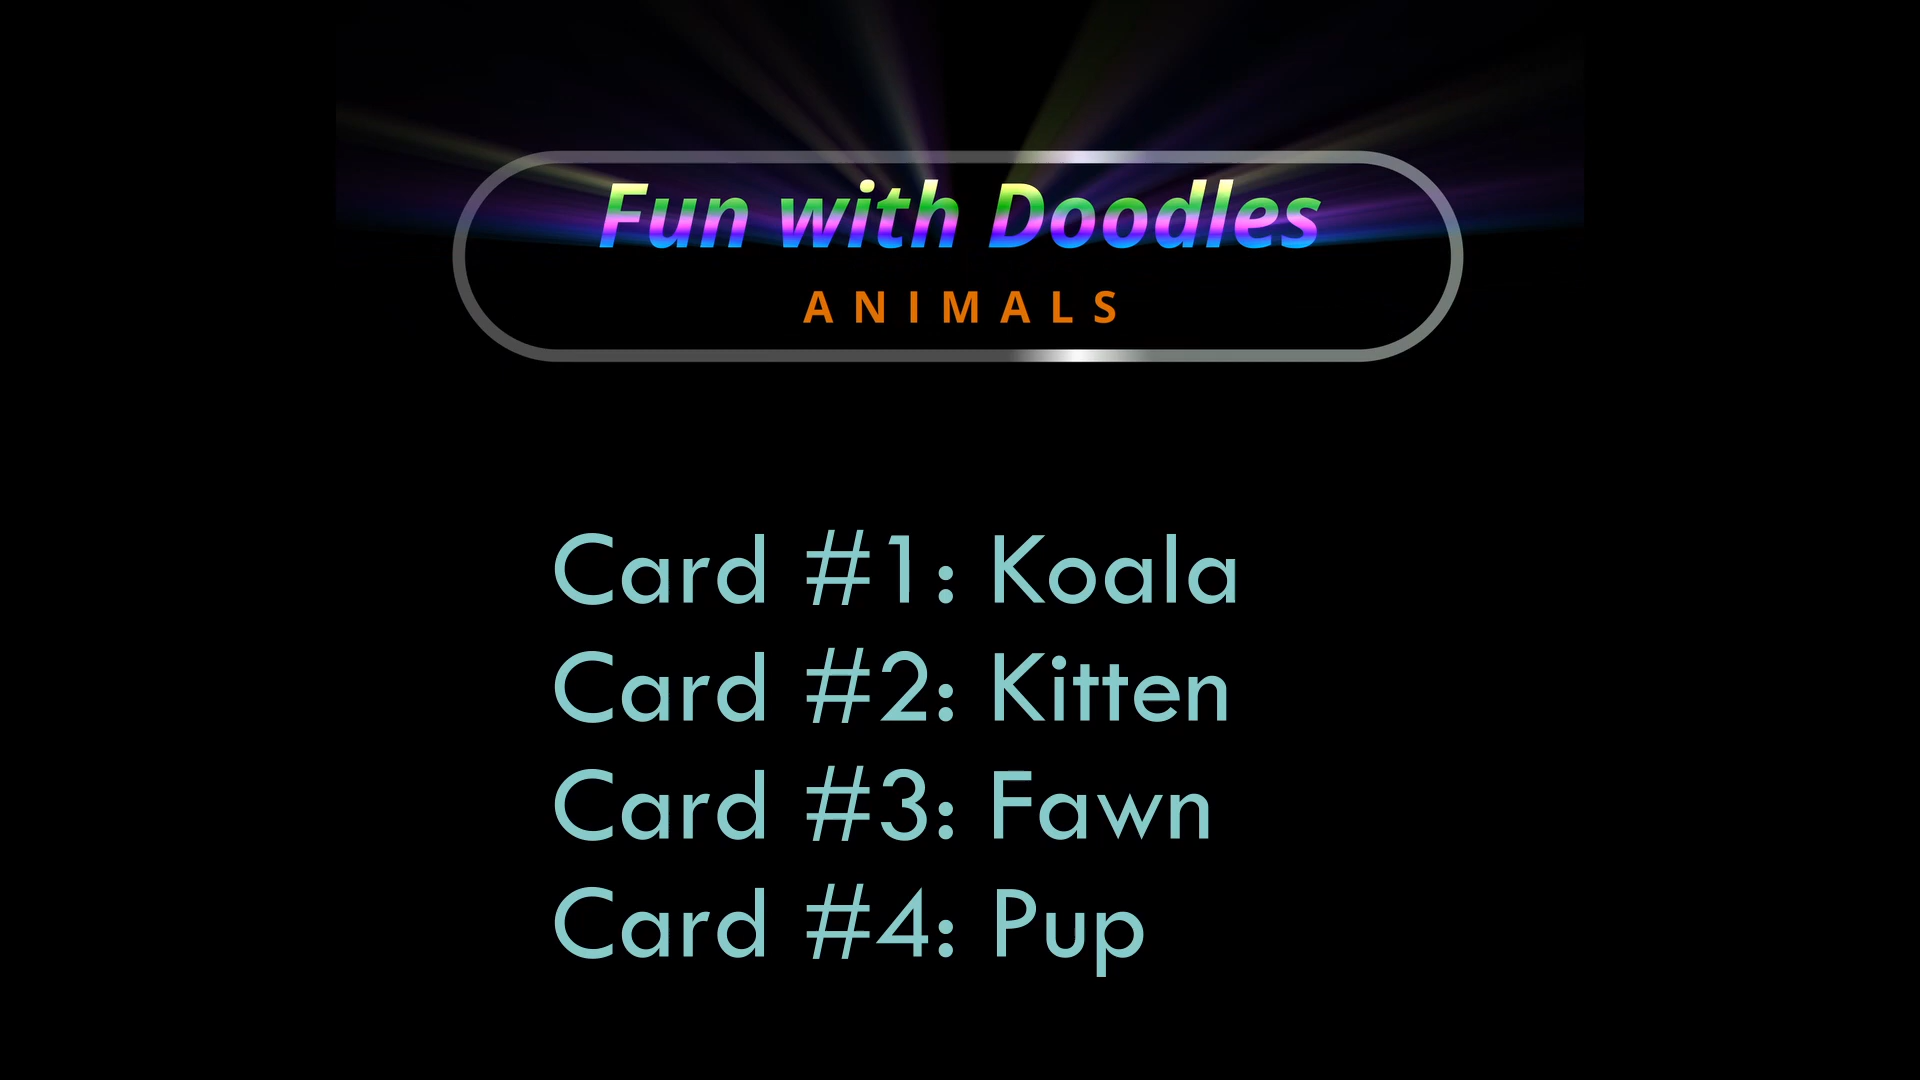 Fun with Doodles
ANIMALS
Card #1: Koala
Card #2: Kitten
Card #3: Fawn
Card #4: Pup